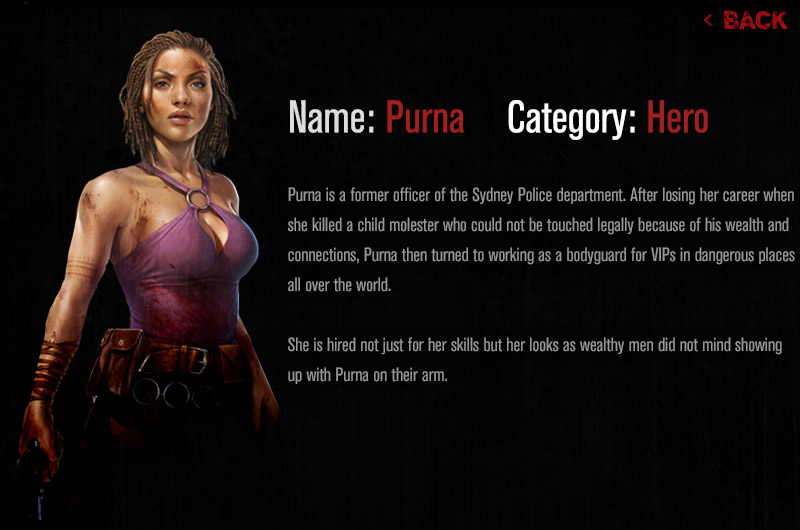 < BACK
Name: Purna Category: Hero
Purna is a former officer of the Sydney Police department. After losing her career when
she killed a child molester who could not be touched legally because of his wealth and
connections, Purna then turned to working as a bodyguard for VIPs in dangerous places
all over the world.
She is hired not just for her skills but her looks as wealthy men did not mind showing
up with Purna on their arm.